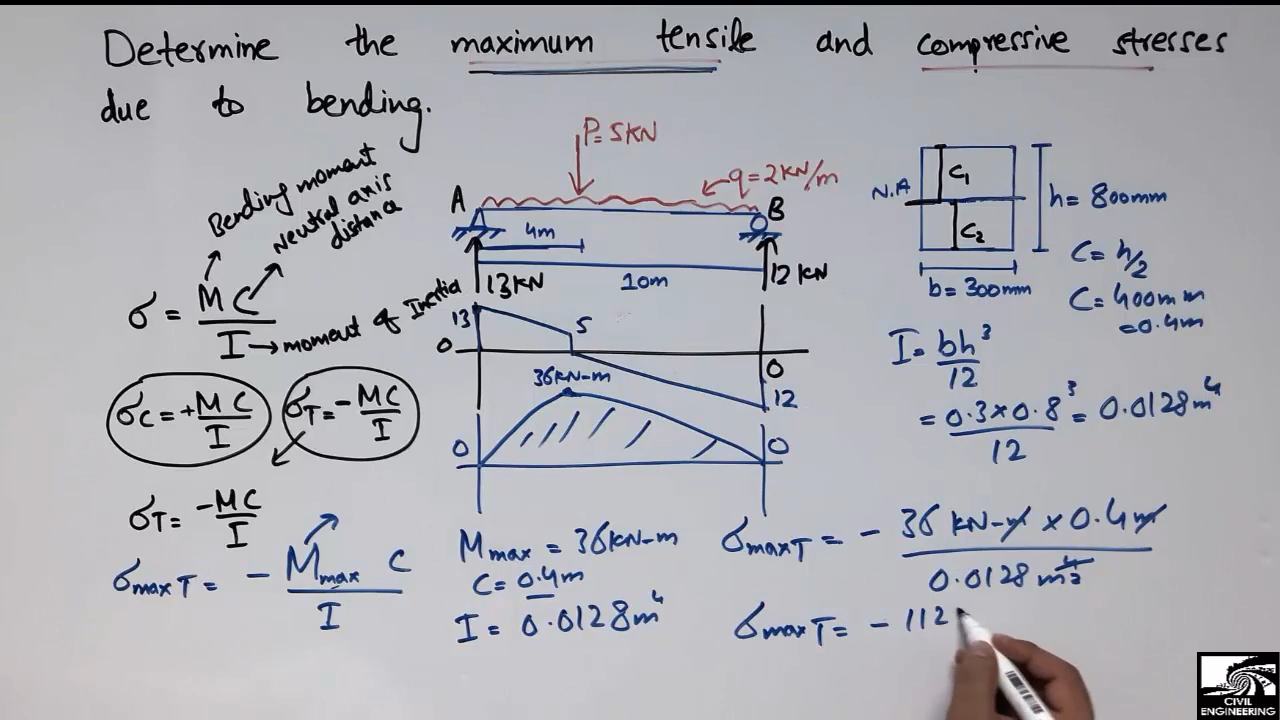 Determine the maximum tensile and compressive stresses
due to bending.
Bending moment
Neutral axis
distance
σ = MC / I
→ moment of Inertia
σc = + MC / I
σT = - MC / I
σT = - MC / I
σmax T = - Mmax C / I
P = 5KN
q = 2KN/m
A
B
4m
10m
13KN
12 KN
13
5
0
0
12
36KN-m
0
0
Mmax = 36KN-m
C = 0.4m
I = 0.0128m⁴
N.A
C1
C2
h = 800mm
b = 300mm
C = h/2
C = 400mm
= 0.4m
I = bh³ / 12
= 0.3 × 0.8³ / 12 = 0.0128m⁴
σmax T = - 36 KN-m × 0.4m / 0.0128 m⁴ ²
σmax T = - 112
CIVIL
ENGINEERING